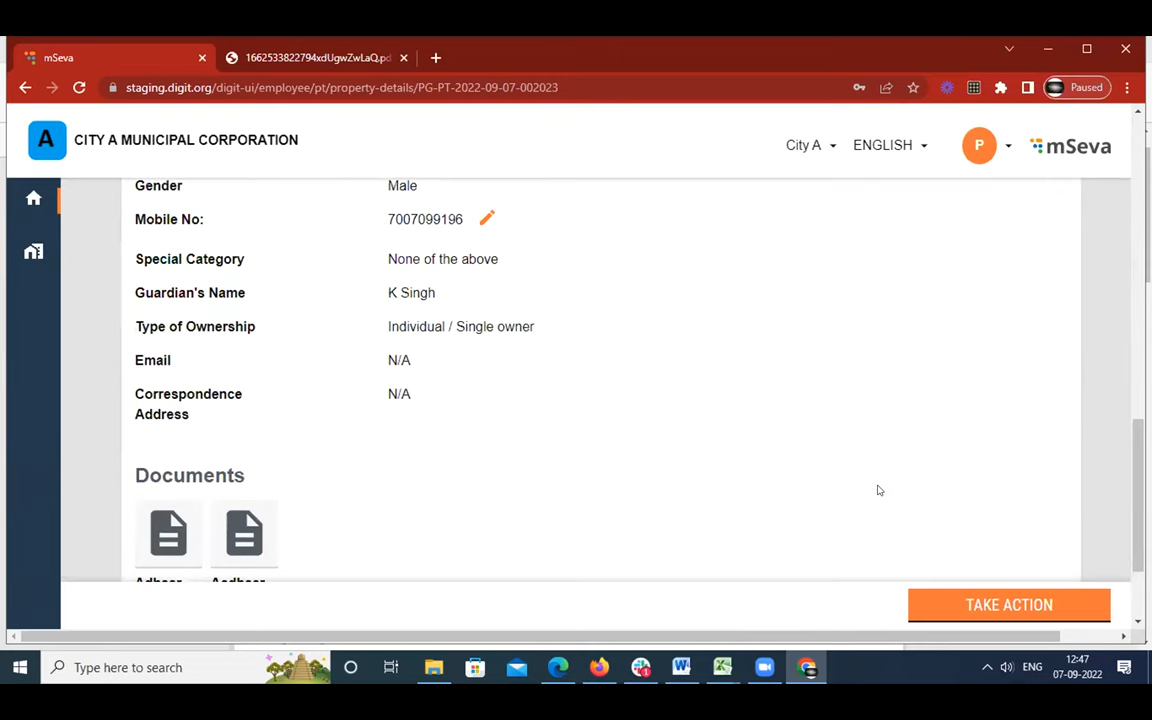 mSeva
1662533822794xdUgwZwLaQ.pd
staging.digit.org/digit-ui/employee/pt/property-details/PG-PT-2022-09-07-002023
Paused
A
CITY A MUNICIPAL CORPORATION
City A
ENGLISH
P
mSeva
Gender Male
Mobile No: 7007099196
Special Category None of the above
Guardian's Name K Singh
Type of Ownership Individual / Single owner
Email N/A
Correspondence N/A
Address
Documents
TAKE ACTION
Type here to search
ENG
12:47
07-09-2022